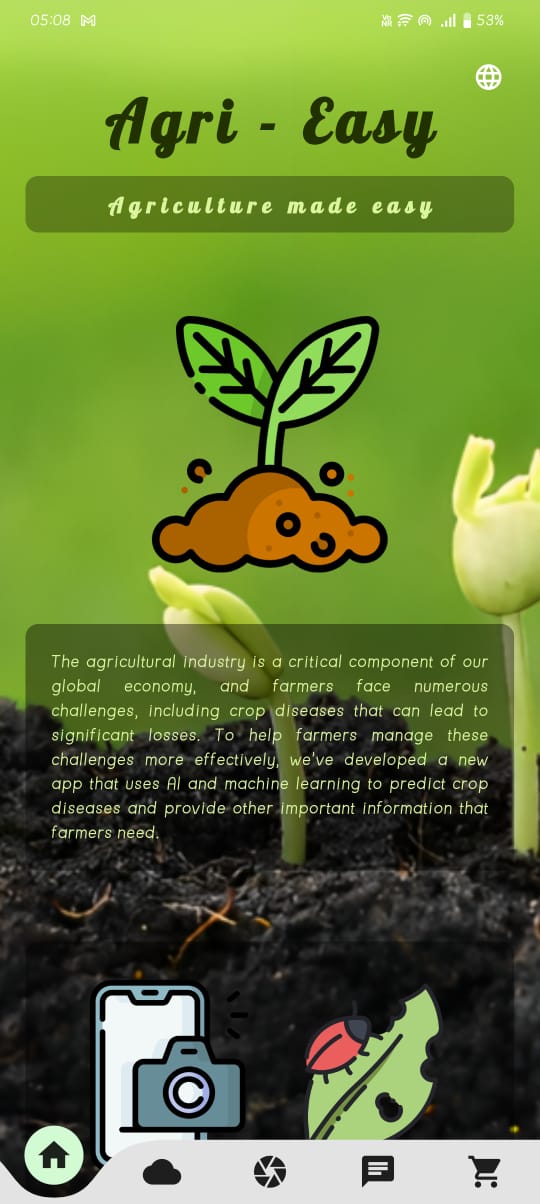 05:08
VoNR
53%
Agri - Easy
Agriculture made easy
The agricultural industry is a critical component of our
global economy, and farmers face numerous
challenges, including crop diseases that can lead to
significant losses. To help farmers manage these
challenges more effectively, we've developed a new
app that uses AI and machine learning to predict crop
diseases and provide other important information that
farmers need.